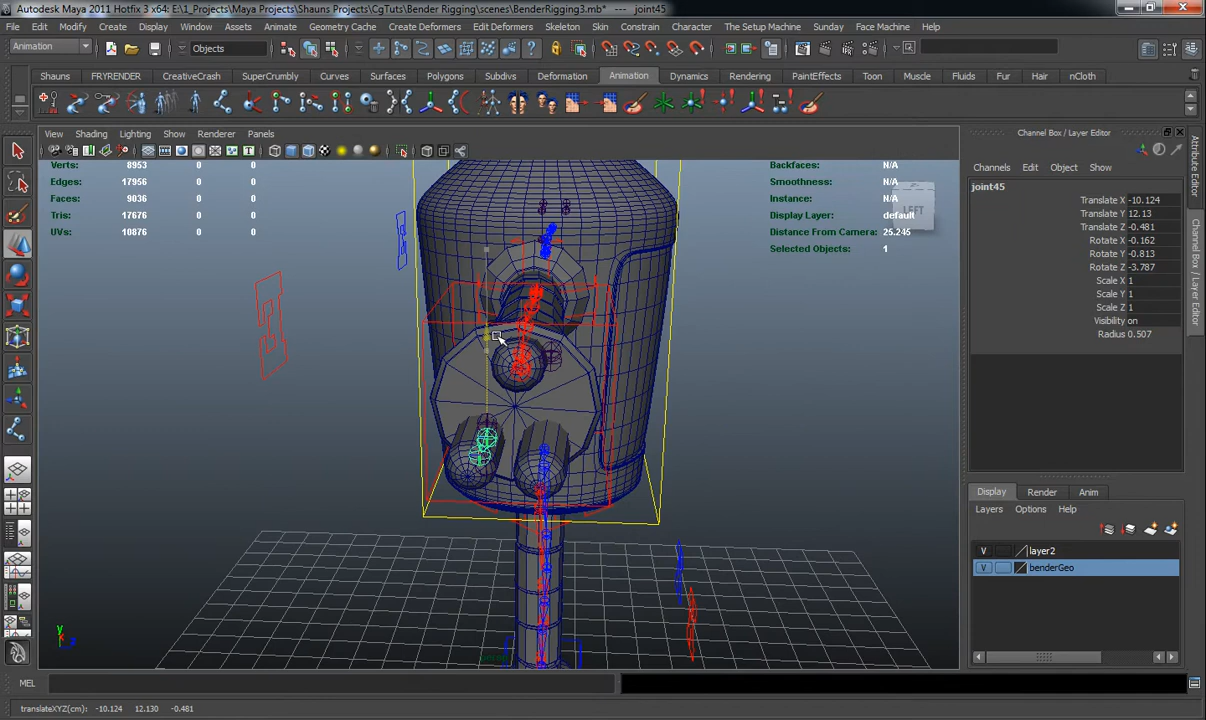 Autodesk Maya 2011 Hotfix 3 x64: E:\1_Projects\Maya Projects\Shauns Projects\CgTuts\Bender Rigging\scenes\BenderRigging3.mb* --- joint45
File Edit Modify Create Display Window Assets Animate Geometry Cache Create Deformers Edit Deformers Skeleton Skin Constrain Character The Setup Machine Sunday Face Machine Help
Animation Objects
Shauns FRYRENDER CreativeCrash SuperCrumbly Curves Surfaces Polygons Subdivs Deformation Animation Dynamics Rendering PaintEffects Toon Muscle Fluids Fur Hair nCloth
View Shading Lighting Show Renderer Panels
Channel Box / Layer Editor
Channels Edit Object Show
Verts: 8953 0 0
Edges: 17956 0 0
Faces: 9036 0 0
Tris: 17676 0 0
UVs: 10876 0 0
Backfaces: N/A
Smoothness: N/A
Instance: N/A
Display Layer: default
Distance From Camera: 25.245
Selected Objects: 1
LEFT
joint45
Translate X -10.124
Translate Y 12.13
Translate Z -0.481
Rotate X -0.162
Rotate Y -0.813
Rotate Z -3.787
Scale X 1
Scale Y 1
Scale Z 1
Visibility on
Radius 0.507
Attribute Editor
Channel Box / Layer Editor
Display Render Anim
Layers Options Help
V layer2
V benderGeo
y
x
z
MEL
translateXYZ(cm): -10.124 12.130 -0.481